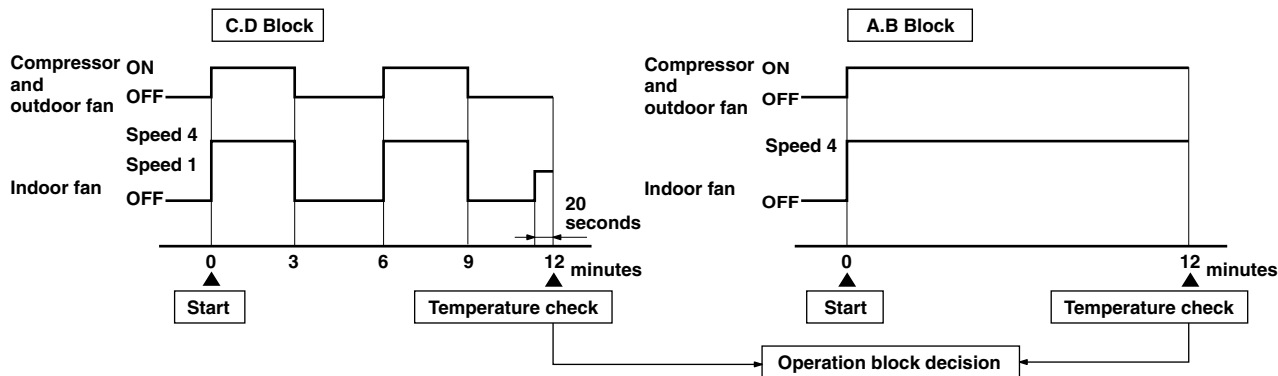 C.D Block
Compressor
and
outdoor fan
ON
OFF
Speed 4
Speed 1
Indoor fan
OFF
20
seconds
0
3
6
9
12
minutes
Start
Temperature check
A.B Block
Compressor
and
outdoor fan
ON
OFF
Speed 4
Indoor fan
OFF
0
12
minutes
Start
Temperature check
Operation block decision